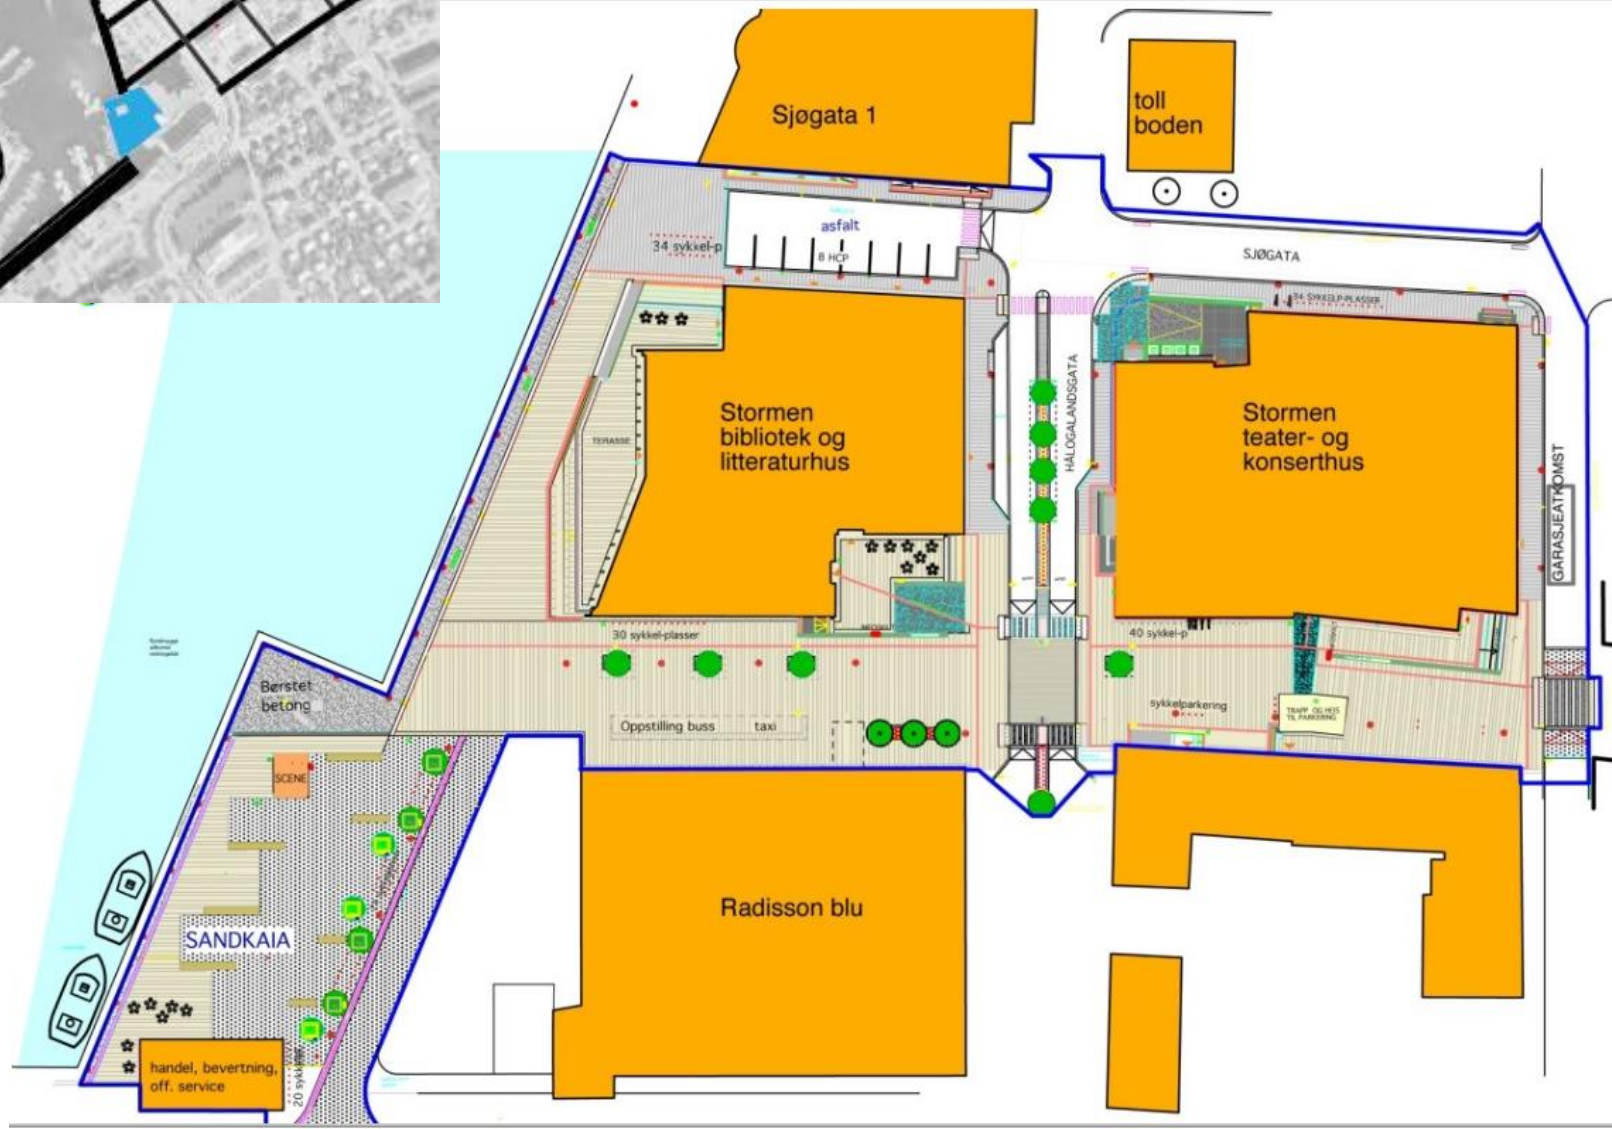 Sjøgata 1
toll
boden
asfalt
8 HCP
34 sykkel-p
SJØGATA
34 SYKKELP-PLASSER
HÅLOGALANDSGATA
TERASSE
Stormen
bibliotek og
litteraturhus
Stormen
teater- og
konserthus
GARASJEATKOMST
30 sykkel-plasser
40 sykkel-p
Børstet
betong
sykkelparkering
TRAPP OG HEIS
TIL PARKERING
Oppstilling buss
taxi
SCENE
SANDKAIA
Radisson blu
handel, bevertning,
off. service